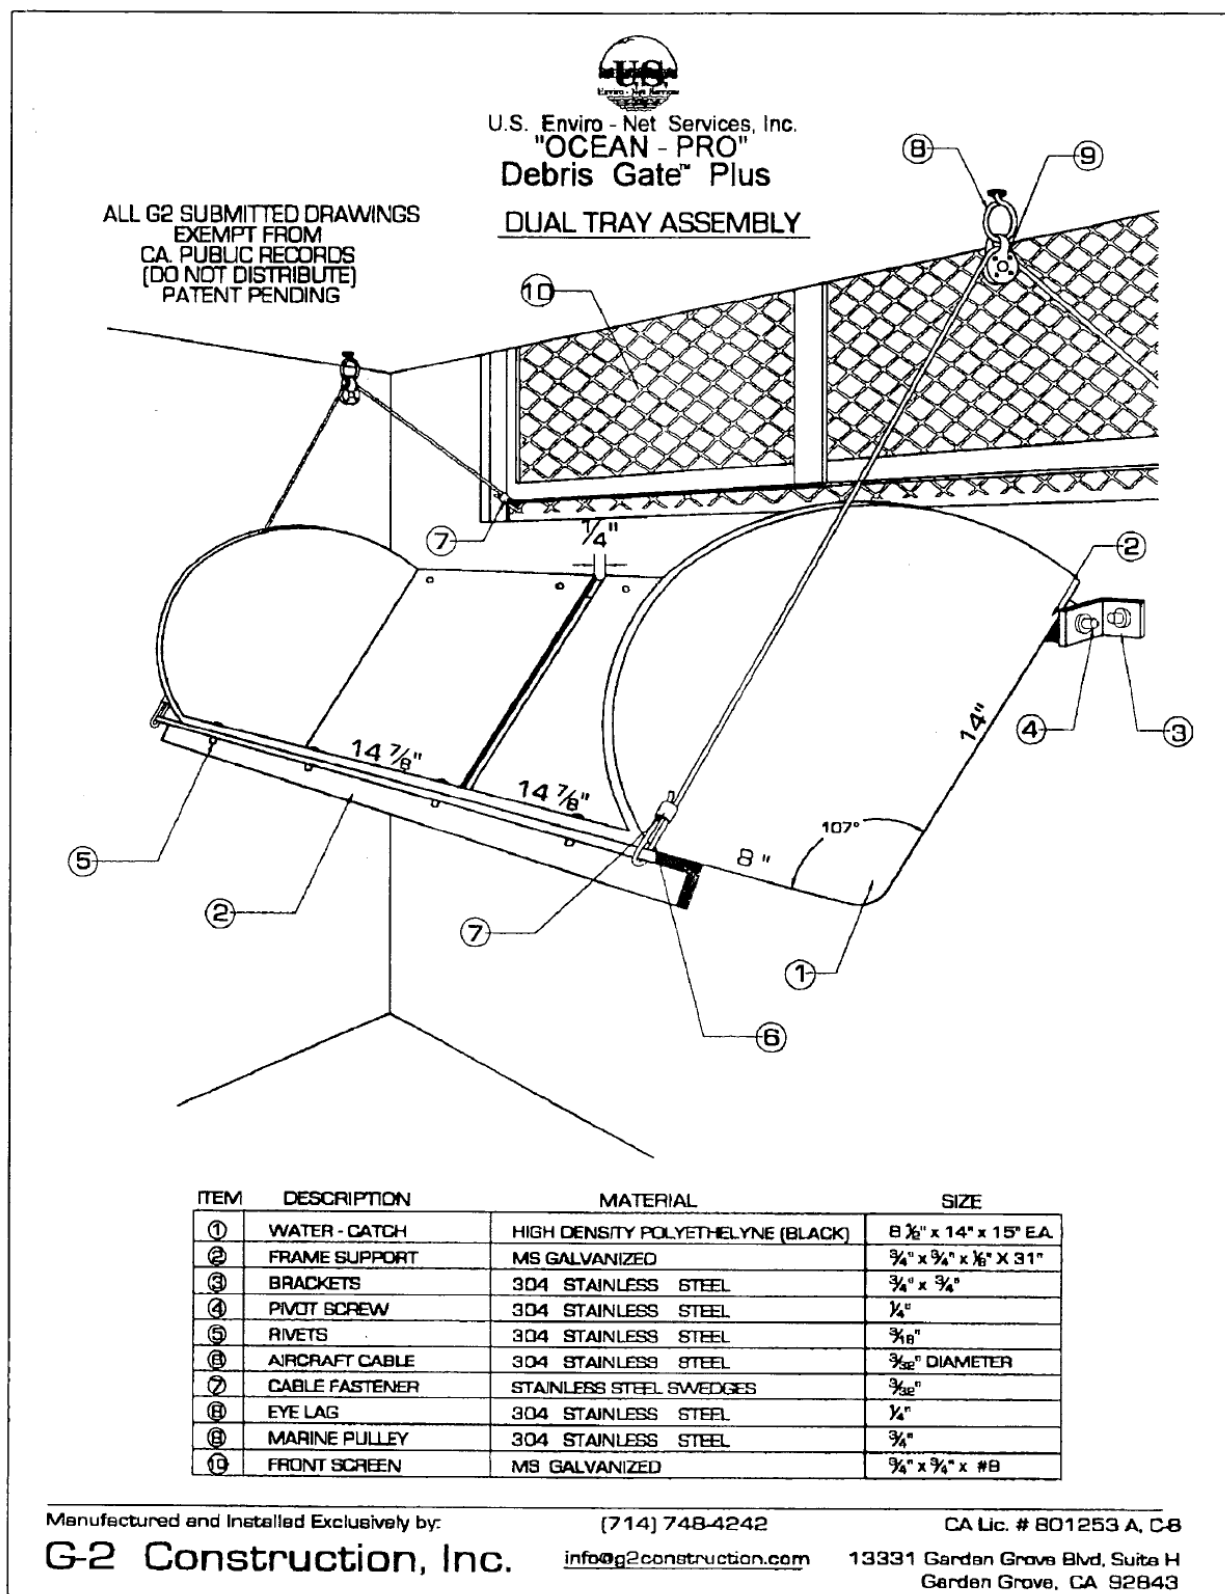 U.S.
Enviro - Net Services
U.S. Enviro - Net Services, Inc.
"OCEAN - PRO"
Debris Gate™ Plus
DUAL TRAY ASSEMBLY
ALL G2 SUBMITTED DRAWINGS
EXEMPT FROM
CA. PUBLIC RECORDS
(DO NOT DISTRIBUTE)
PATENT PENDING
8
9
10
7
1/4"
2
4
3
14"
14 7/8"
14 7/8"
107°
8"
5
2
7
1
6
ITEM DESCRIPTION MATERIAL SIZE
1 WATER - CATCH HIGH DENSITY POLYETHELYNE (BLACK) 8 1/2" x 14" x 15" EA.
2 FRAME SUPPORT MS GALVANIZED 3/4" x 3/4" x 1/8" X 31"
3 BRACKETS 304 STAINLESS STEEL 3/4" x 3/4"
4 PIVOT SCREW 304 STAINLESS STEEL 1/4"
5 RIVETS 304 STAINLESS STEEL 3/16"
6 AIRCRAFT CABLE 304 STAINLESS STEEL 3/32" DIAMETER
7 CABLE FASTENER STAINLESS STEEL SWEDGES 3/32"
8 EYE LAG 304 STAINLESS STEEL 1/4"
9 MARINE PULLEY 304 STAINLESS STEEL 3/4"
10 FRONT SCREEN MS GALVANIZED 3/4" x 3/4" x #8
Manufactured and Installed Exclusively by: (714) 748-4242 CA Lic. # 801253 A, C-8
G-2 Construction, Inc. info@g2construction.com 13331 Garden Grove Blvd, Suite H
Garden Grove, CA 92843